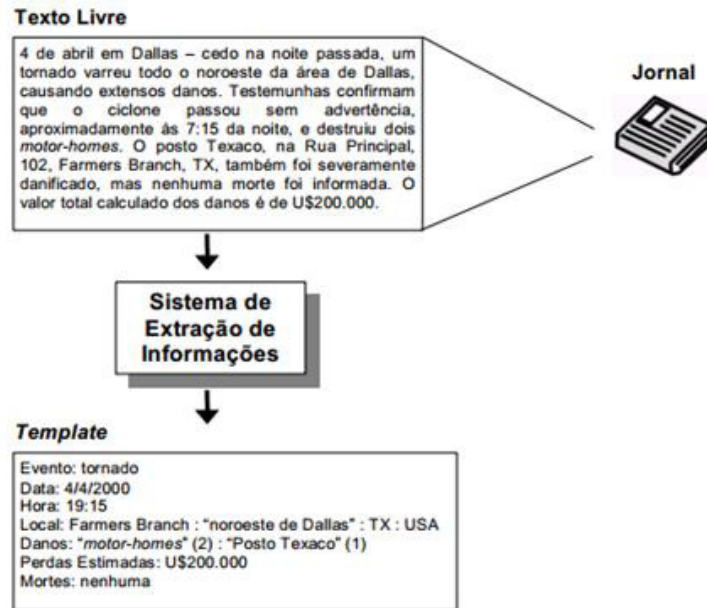 Texto Livre
4 de abril em Dallas – cedo na noite passada, um
tornado varreu todo o noroeste da área de Dallas,
causando extensos danos. Testemunhas confirmam
que o ciclone passou sem advertência,
aproximadamente às 7:15 da noite, e destruiu dois
motor-homes. O posto Texaco, na Rua Principal,
102, Farmers Branch, TX, também foi severamente
danificado, mas nenhuma morte foi informada. O
valor total calculado dos danos é de U$200.000.
Jornal
Sistema de
Extração de
Informações
Template
Evento: tornado
Data: 4/4/2000
Hora: 19:15
Local: Farmers Branch : “noroeste de Dallas” : TX : USA
Danos: “motor-homes” (2) : “Posto Texaco” (1)
Perdas Estimadas: U$200.000
Mortes: nenhuma